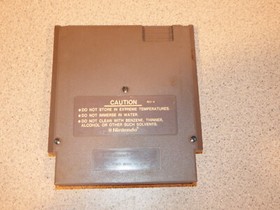 CAUTION
●DO NOT STORE IN EXTREME TEMPERATURES.
●DO NOT IMMERSE IN WATER.
●DO NOT CLEAN WITH BENZENE, THINNER,
ALCOHOL OR OTHER SUCH SOLVENTS.
®Nintendo